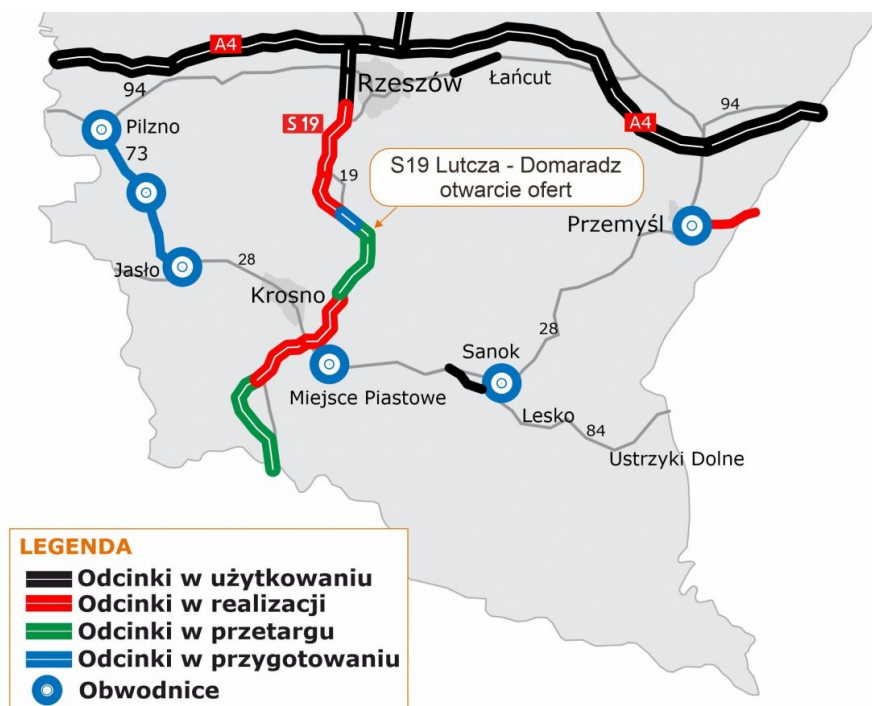 A4
94
Rzeszów
Łańcut
S 19
94
A4
Pilzno
73
19
S19 Lutcza - Domaradz
otwarcie ofert
Przemyśl
Jasło
28
Krosno
28
Sanok
Miejsce Piastowe
Lesko
84
Ustrzyki Dolne
LEGENDA
Odcinki w użytkowaniu
Odcinki w realizacji
Odcinki w przetargu
Odcinki w przygotowaniu
Obwodnice